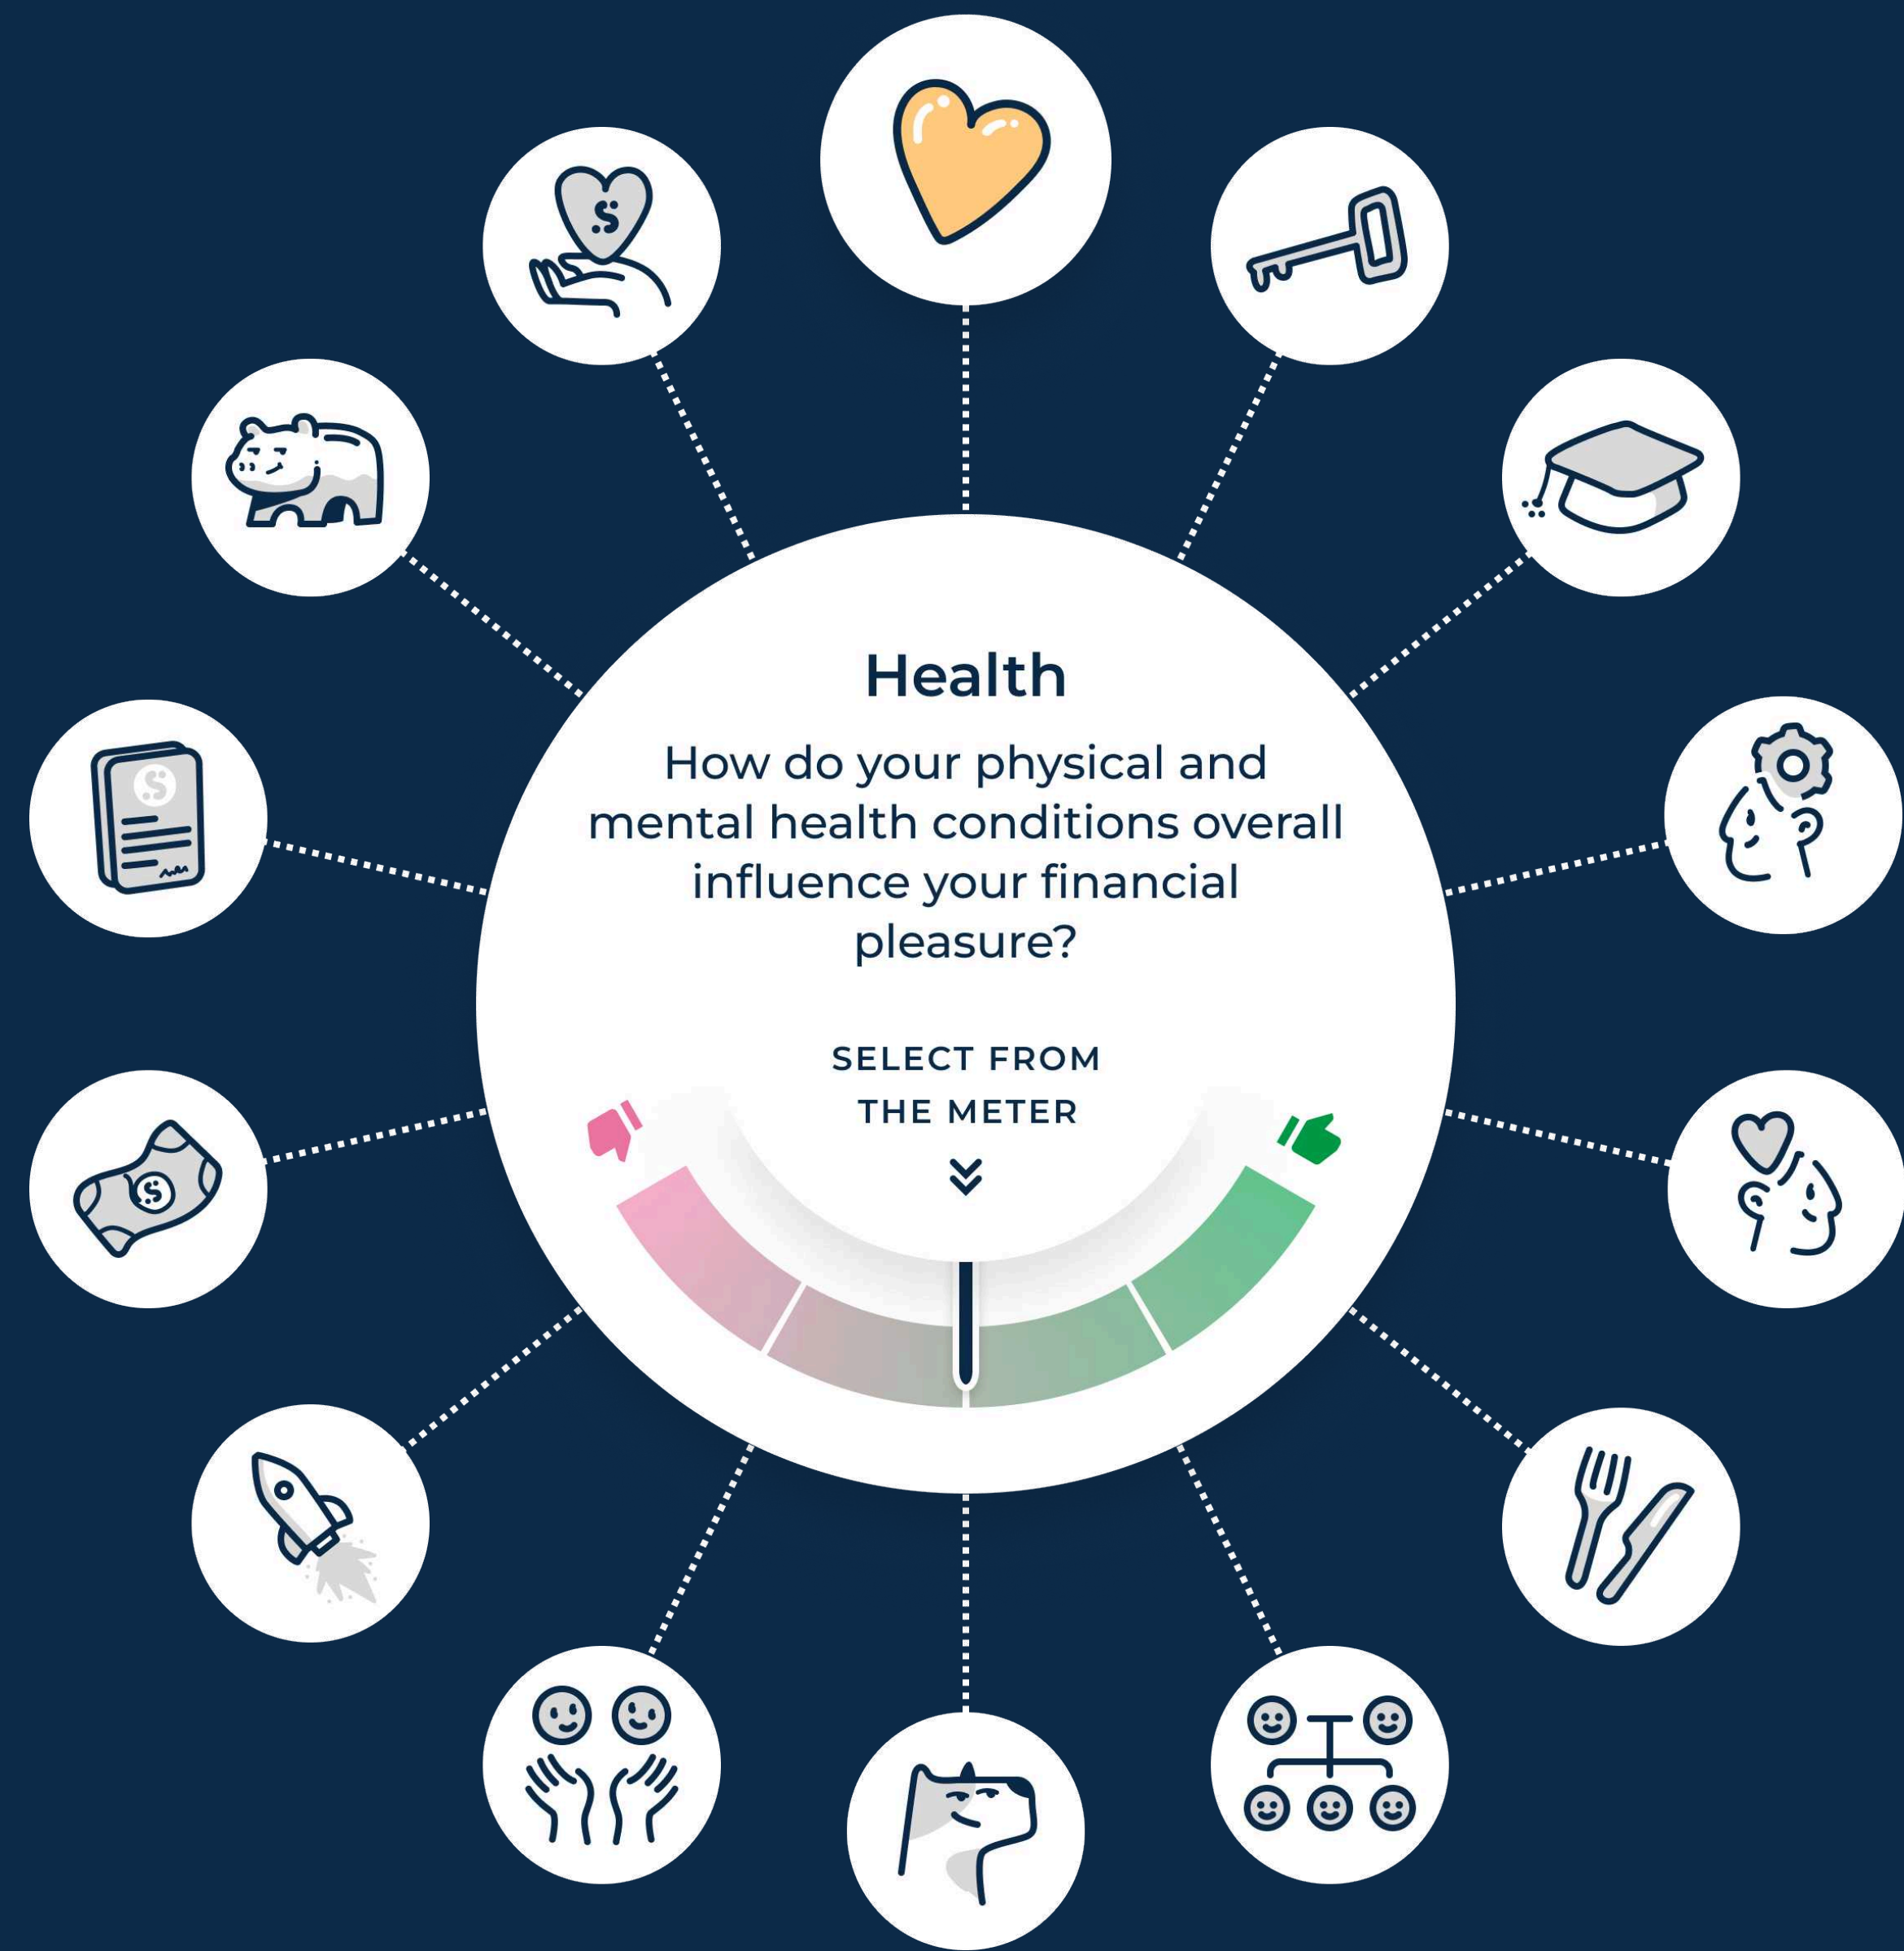 Health
How do your physical and
mental health conditions overall
influence your financial
pleasure?
SELECT FROM
THE METER